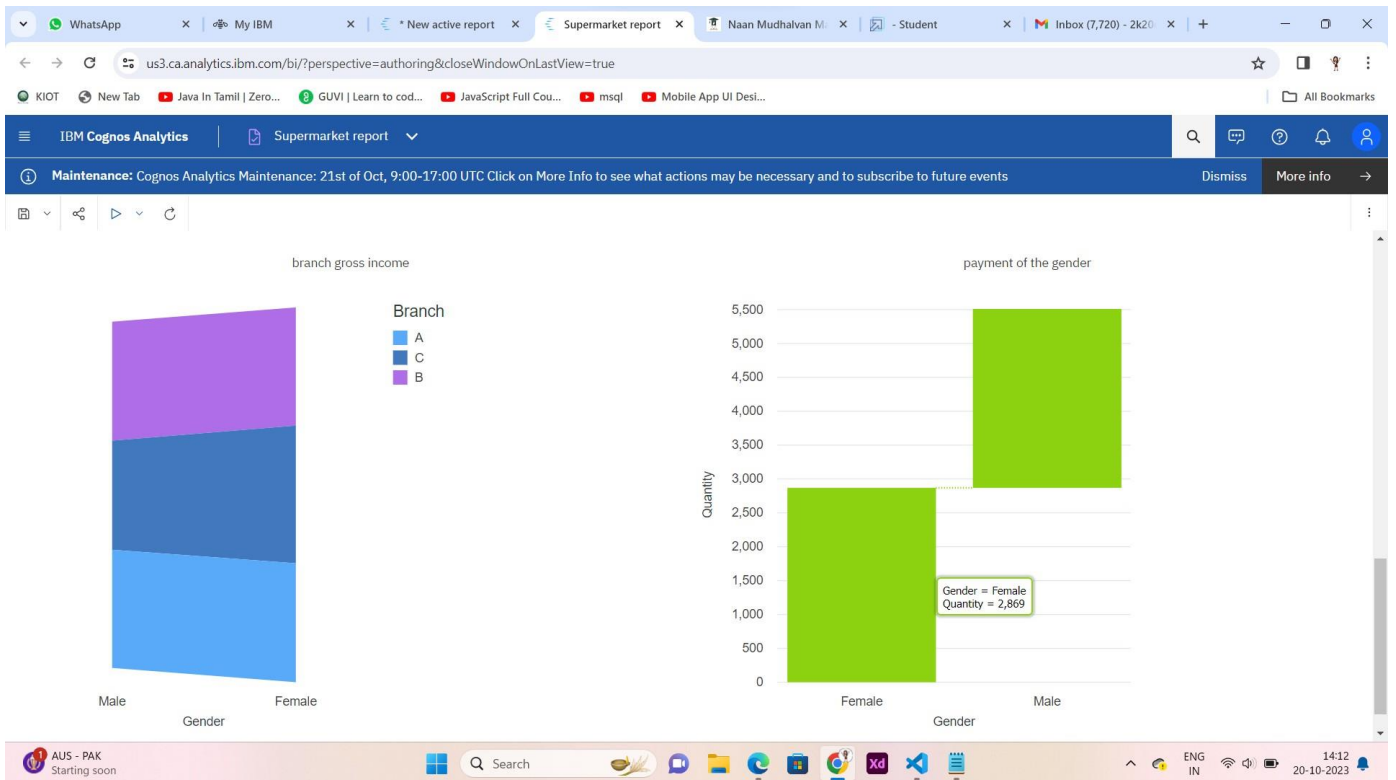 WhatsApp
My IBM
* New active report
Supermarket report
Naan Mudhalvan Ma
- Student
Inbox (7,720) - 2k20
us3.ca.analytics.ibm.com/bi/?perspective=authoring&closeWindowOnLastView=true
KIOT
New Tab
Java In Tamil | Zero...
GUVI | Learn to cod...
JavaScript Full Cou...
msql
Mobile App UI Desi...
All Bookmarks
IBM Cognos Analytics
Supermarket report
Maintenance: Cognos Analytics Maintenance: 21st of Oct, 9:00-17:00 UTC Click on More Info to see what actions may be necessary and to subscribe to future events
Dismiss
More info
branch gross income
Branch
A
C
B
Male
Female
Gender
payment of the gender
5,500
5,000
4,500
4,000
3,500
3,000
2,500
2,000
1,500
1,000
500
0
Quantity
Gender = Female
Quantity = 2,869
Female
Male
Gender
1
AUS - PAK
Starting soon
Search
Xd
ENG
IN
14:12
20-10-2023